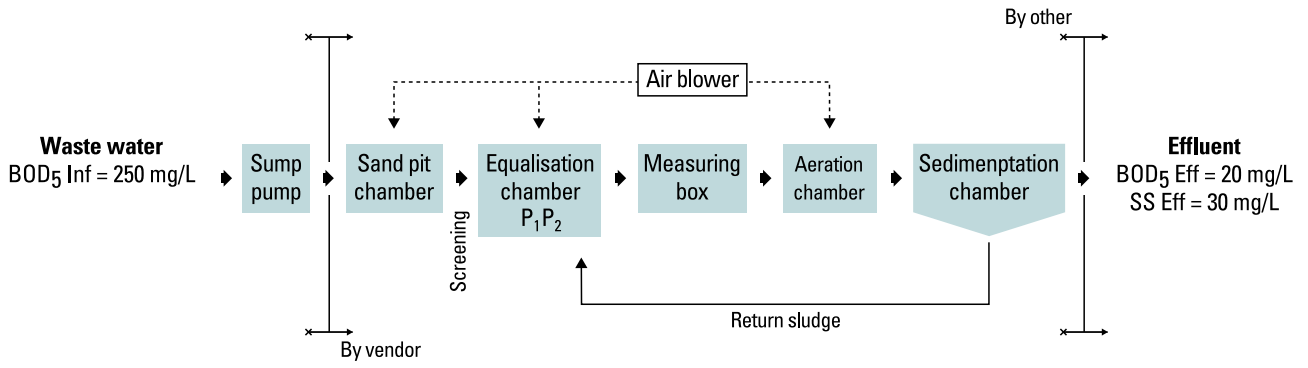 By other
Air blower
Waste water
BOD₅ Inf = 250 mg/L
Sump
pump
Sand pit
chamber
Screening
Equalisation
chamber
P₁P₂
Measuring
box
Aeration
chamber
Sedimenptation
chamber
Effluent
BOD₅ Eff = 20 mg/L
SS Eff = 30 mg/L
Return sludge
By vendor